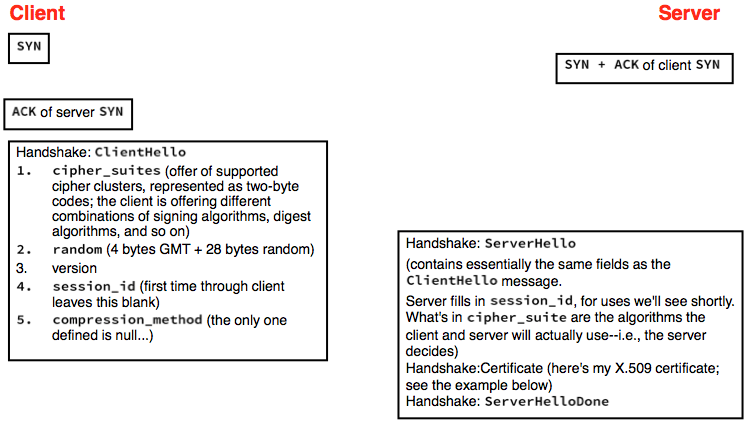 Client
Server
SYN
SYN + ACK of client SYN
ACK of server SYN
Handshake: ClientHello
1. cipher_suites (offer of supported
cipher clusters, represented as two-byte
codes; the client is offering different
combinations of signing algorithms, digest
algorithms, and so on)
2. random (4 bytes GMT + 28 bytes random)
3. version
4. session_id (first time through client
leaves this blank)
5. compression_method (the only one
defined is null...)
Handshake: ServerHello
(contains essentially the same fields as the
ClientHello message.
Server fills in session_id, for uses we'll see shortly.
What's in cipher_suite are the algorithms the
client and server will actually use--i.e., the server
decides)
Handshake:Certificate (here's my X.509 certificate;
see the example below)
Handshake: ServerHelloDone